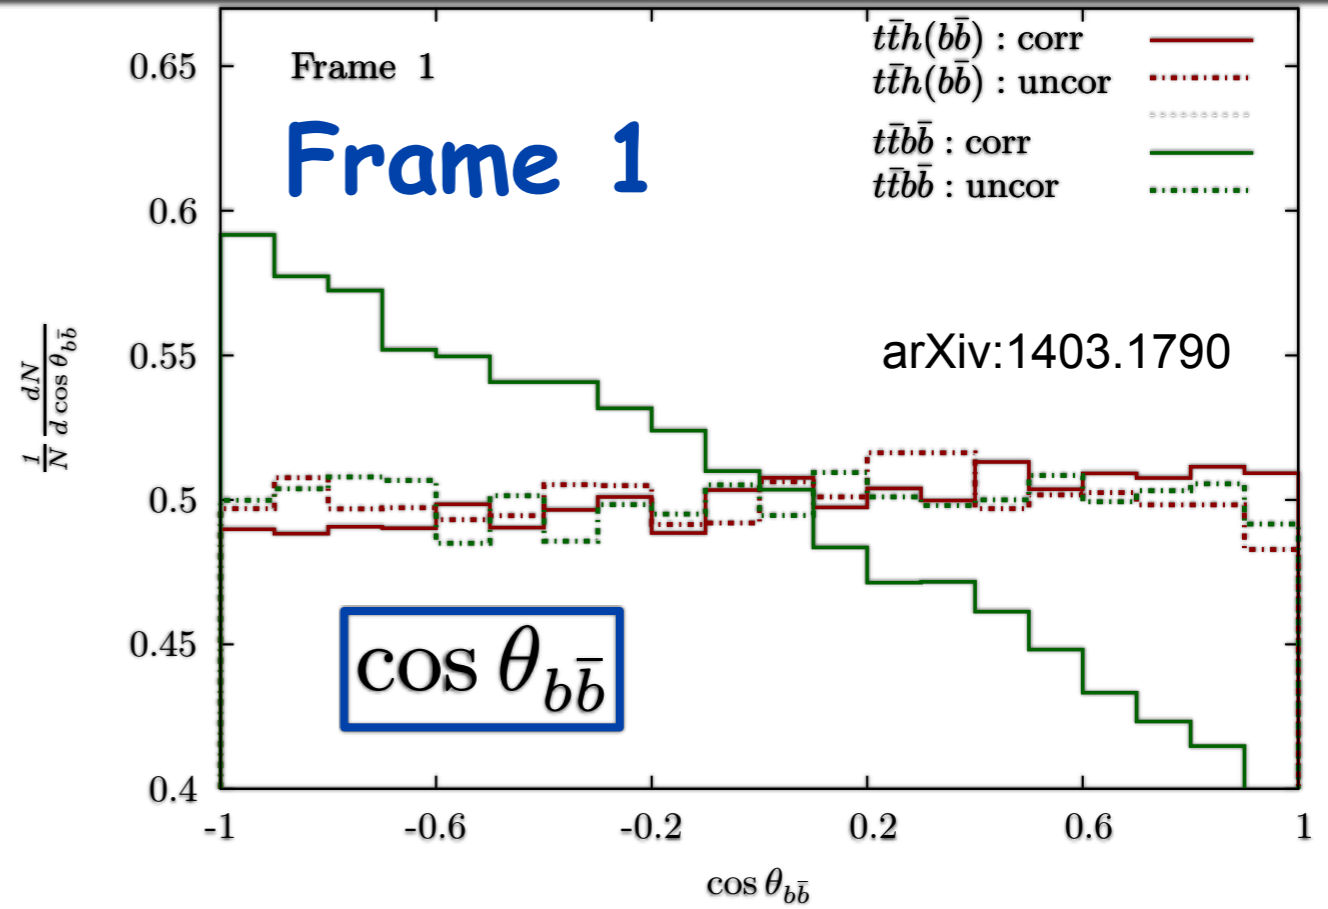 0.65
0.6
0.55
0.5
0.45
0.4
-1
-0.6
-0.2
0.2
0.6
1
Frame 1
Frame 1
tt̄h(bb̄) : corr
tt̄h(bb̄) : uncor
tt̄bb̄ : corr
tt̄bb̄ : uncor
arXiv:1403.1790
cos θ_{bb̄}
1/N dN/d cos θ_{bb̄}
cos θ_{bb̄}